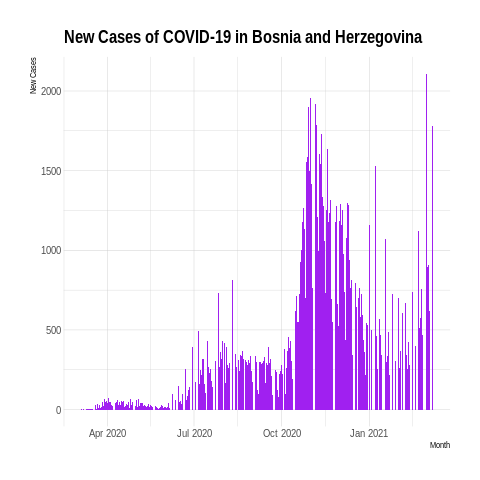 New Cases of COVID-19 in Bosnia and Herzegovina
New Cases
2000
1500
1000
500
0
Apr 2020
Jul 2020
Oct 2020
Jan 2021
Month